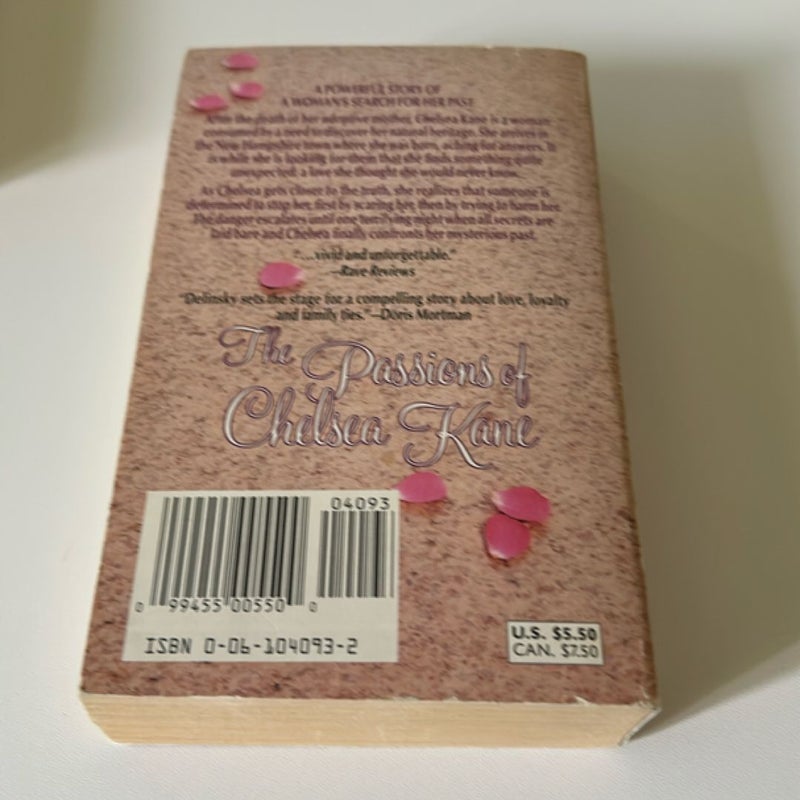 A POWERFUL STORY OF
A WOMAN'S SEARCH FOR HER PAST
After the death of her adoptive mother, Chelsea Kane is a woman
consumed by a need to discover her natural heritage. She arrives in
the New Hampshire town where she was born, aching for answers. It
is while she is looking for them that she finds something quite
unexpected: a love she thought she would never know.
As Chelsea gets closer to the truth, she realizes that someone is
determined to stop her, first by scaring her, then by trying to harm her.
The danger escalates until one terrifying night when all secrets are
laid bare and Chelsea finally confronts her mysterious past.
"...vivid and unforgettable."
—Rave Reviews
"Delinsky sets the stage for a compelling story about love, loyalty
and family ties."—Doris Mortman
The Passions of
Chelsea Kane
04093
0 99455 00550 0
ISBN 0-06-104093-2
U.S. $5.50
CAN. $7.50